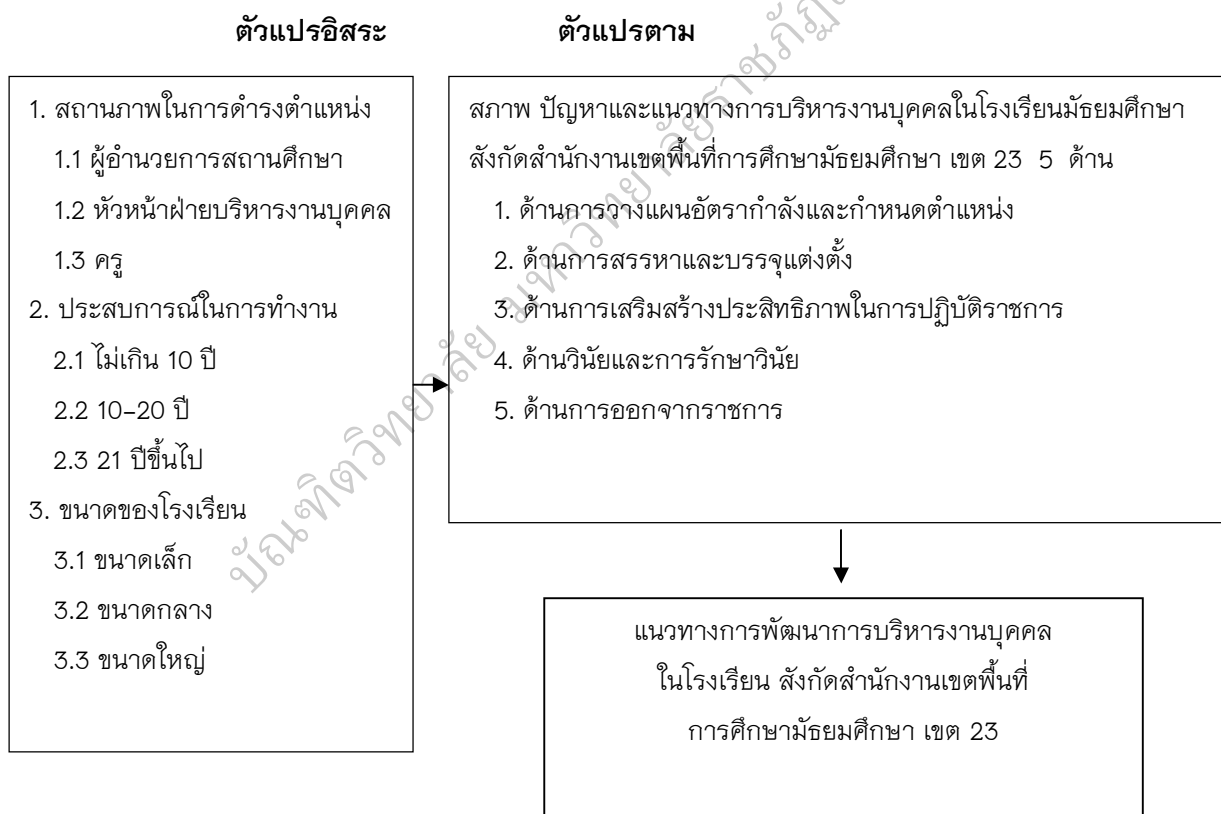 ตัวแปรอิสระ
ตัวแปรตาม
1. สถานภาพในการดำรงตำแหน่ง
1.1 ผู้อำนวยการสถานศึกษา
1.2 หัวหน้าฝ่ายบริหารงานบุคคล
1.3 ครู
2. ประสบการณ์ในการทำงาน
2.1 ไม่เกิน 10 ปี
2.2 10–20 ปี
2.3 21 ปีขึ้นไป
3. ขนาดของโรงเรียน
3.1 ขนาดเล็ก
3.2 ขนาดกลาง
3.3 ขนาดใหญ่
สภาพ ปัญหาและแนวทางการบริหารงานบุคคลในโรงเรียนมัธยมศึกษา
สังกัดสำนักงานเขตพื้นที่การศึกษามัธยมศึกษา เขต 23 5 ด้าน
1. ด้านการวางแผนอัตรากำลังและกำหนดตำแหน่ง
2. ด้านการสรรหาและบรรจุแต่งตั้ง
3. ด้านการเสริมสร้างประสิทธิภาพในการปฏิบัติราชการ
4. ด้านวินัยและการรักษาวินัย
5. ด้านการออกจากราชการ
แนวทางการพัฒนาการบริหารงานบุคคล
ในโรงเรียน สังกัดสำนักงานเขตพื้นที่
การศึกษามัธยมศึกษา เขต 23
บัณฑิตวิทยาลัย มหาวิทยาลัยราชภัฏ